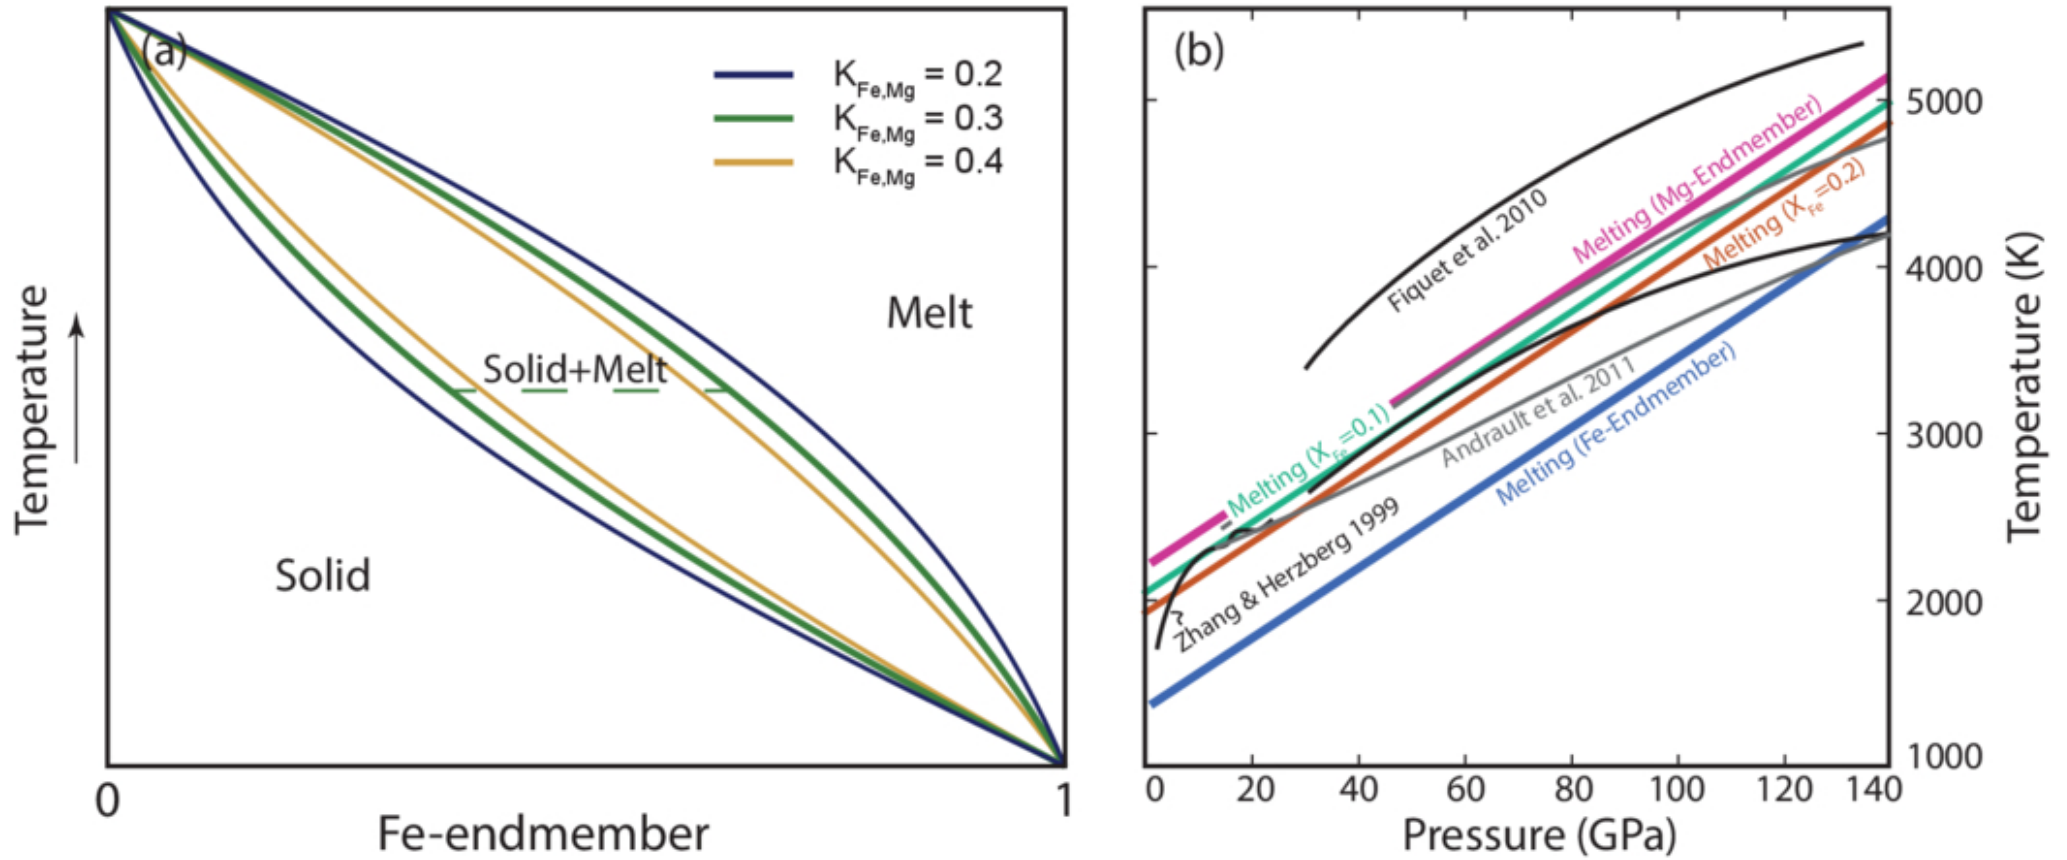 (a)
K_Fe,Mg = 0.2
K_Fe,Mg = 0.3
K_Fe,Mg = 0.4
Melt
Solid+Melt
Solid
Temperature
0
1
Fe-endmember
(b)
Fiquet et al. 2010
Melting (Mg-Endmember)
Melting (X_Fe=0.2)
Melting (X_Fe=0.1)
Andrault et al. 2011
Melting (Fe-Endmember)
Zhang & Herzberg 1999
5000
4000
3000
2000
1000
Temperature (K)
0 20 40 60 80 100 120 140
Pressure (GPa)